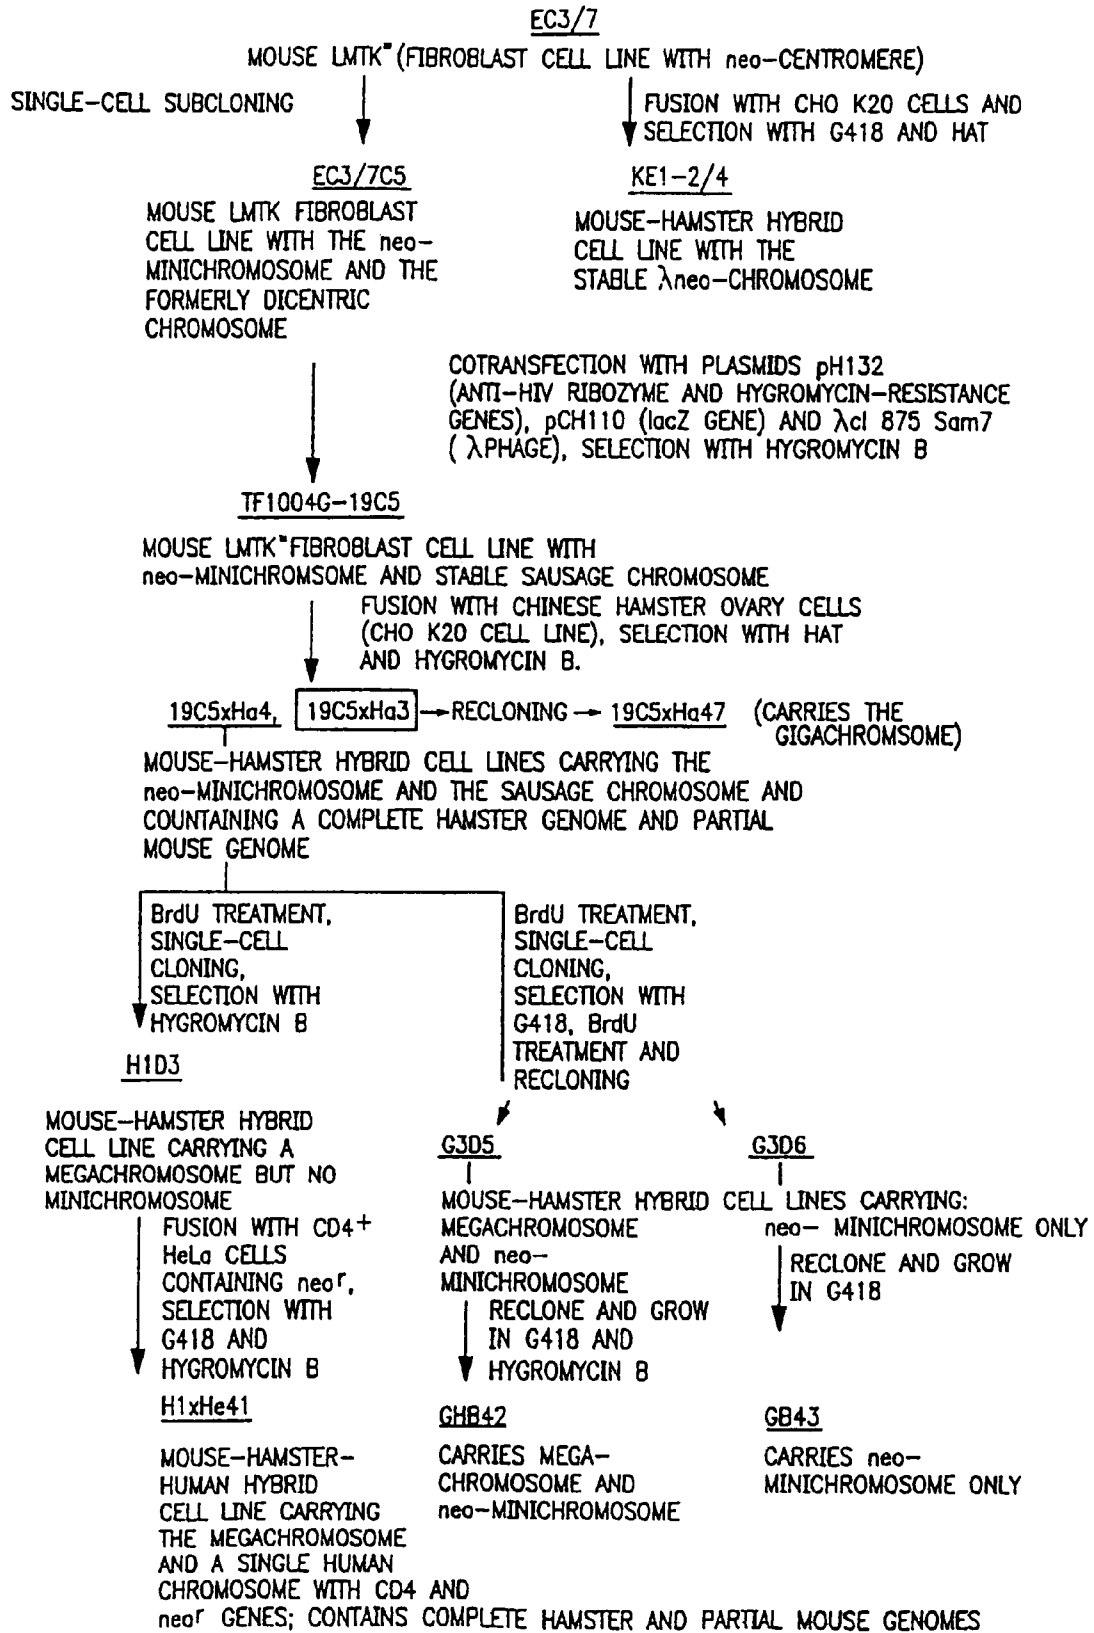 EC3/7
MOUSE LMTK⁻ (FIBROBLAST CELL LINE WITH neo-CENTROMERE)
SINGLE-CELL SUBCLONING
FUSION WITH CHO K20 CELLS AND
SELECTION WITH G418 AND HAT
EC3/7C5
MOUSE LMTK FIBROBLAST
CELL LINE WITH THE neo-
MINICHROMOSOME AND THE
FORMERLY DICENTRIC
CHROMOSOME
KE1-2/4
MOUSE-HAMSTER HYBRID
CELL LINE WITH THE
STABLE λneo-CHROMOSOME
COTRANSFECTION WITH PLASMIDS pH132
(ANTI-HIV RIBOZYME AND HYGROMYCIN-RESISTANCE
GENES), pCH110 (lacZ GENE) AND λcI 875 Sam7
( λPHAGE), SELECTION WITH HYGROMYCIN B
TF1004G-19C5
MOUSE LMTK⁻FIBROBLAST CELL LINE WITH
neo-MINICHROMSOME AND STABLE SAUSAGE CHROMOSOME
FUSION WITH CHINESE HAMSTER OVARY CELLS
(CHO K20 CELL LINE), SELECTION WITH HAT
AND HYGROMYCIN B.
19C5xHa4, 19C5xHa3 → RECLONING → 19C5xHa47 (CARRIES THE
GIGACHROMSOME)
MOUSE-HAMSTER HYBRID CELL LINES CARRYING THE
neo-MINICHROMOSOME AND THE SAUSAGE CHROMOSOME AND
COUNTAINING A COMPLETE HAMSTER GENOME AND PARTIAL
MOUSE GENOME
BrdU TREATMENT,
SINGLE-CELL
CLONING,
SELECTION WITH
HYGROMYCIN B
BrdU TREATMENT,
SINGLE-CELL
CLONING,
SELECTION WITH
G418, BrdU
TREATMENT AND
RECLONING
H1D3
MOUSE-HAMSTER HYBRID
CELL LINE CARRYING A
MEGACHROMOSOME BUT NO
MINICHROMOSOME
FUSION WITH CD4+
HeLa CELLS
CONTAINING neoʳ,
SELECTION WITH
G418 AND
HYGROMYCIN B
G3D5
G3D6
MOUSE-HAMSTER HYBRID CELL LINES CARRYING:
MEGACHROMOSOME
AND neo-
MINICHROMOSOME
neo- MINICHROMOSOME ONLY
RECLONE AND GROW
IN G418 AND
HYGROMYCIN B
RECLONE AND GROW
IN G418
H1xHe41
MOUSE-HAMSTER-
HUMAN HYBRID
CELL LINE CARRYING
THE MEGACHROMOSOME
AND A SINGLE HUMAN
CHROMOSOME WITH CD4 AND
neoʳ GENES; CONTAINS COMPLETE HAMSTER AND PARTIAL MOUSE GENOMES
GHB42
CARRIES MEGA-
CHROMOSOME AND
neo-MINICHROMOSOME
GB43
CARRIES neo-
MINICHROMOSOME ONLY